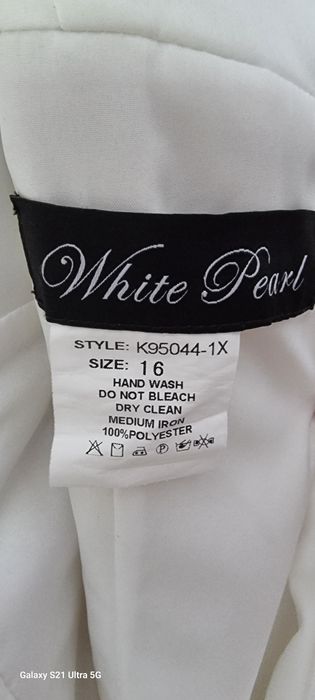 White Pearl
STYLE: K95044-1X
SIZE: 16
HAND WASH
DO NOT BLEACH
DRY CLEAN
MEDIUM IRON
100%POLYESTER
Galaxy S21 Ultra 5G